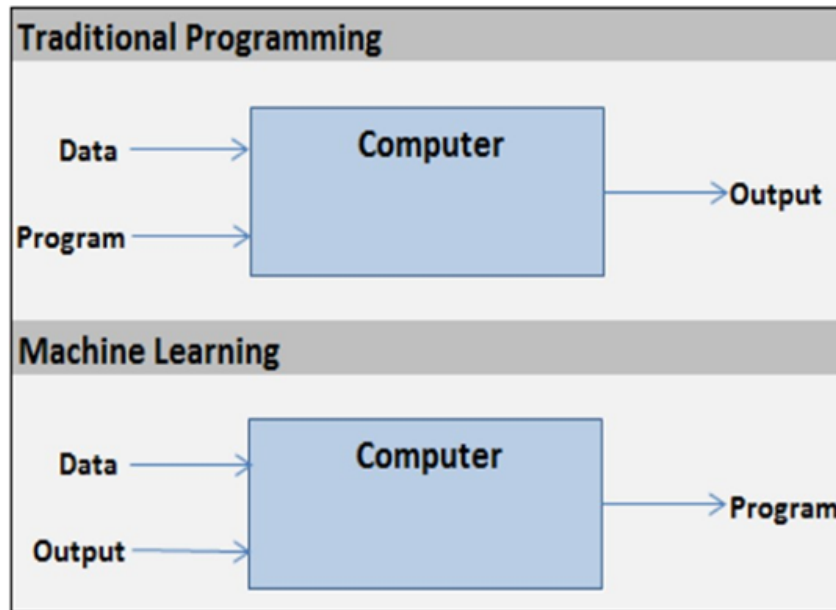 Traditional Programming
Data
Computer
Program
Output
Machine Learning
Data
Computer
Output
Program